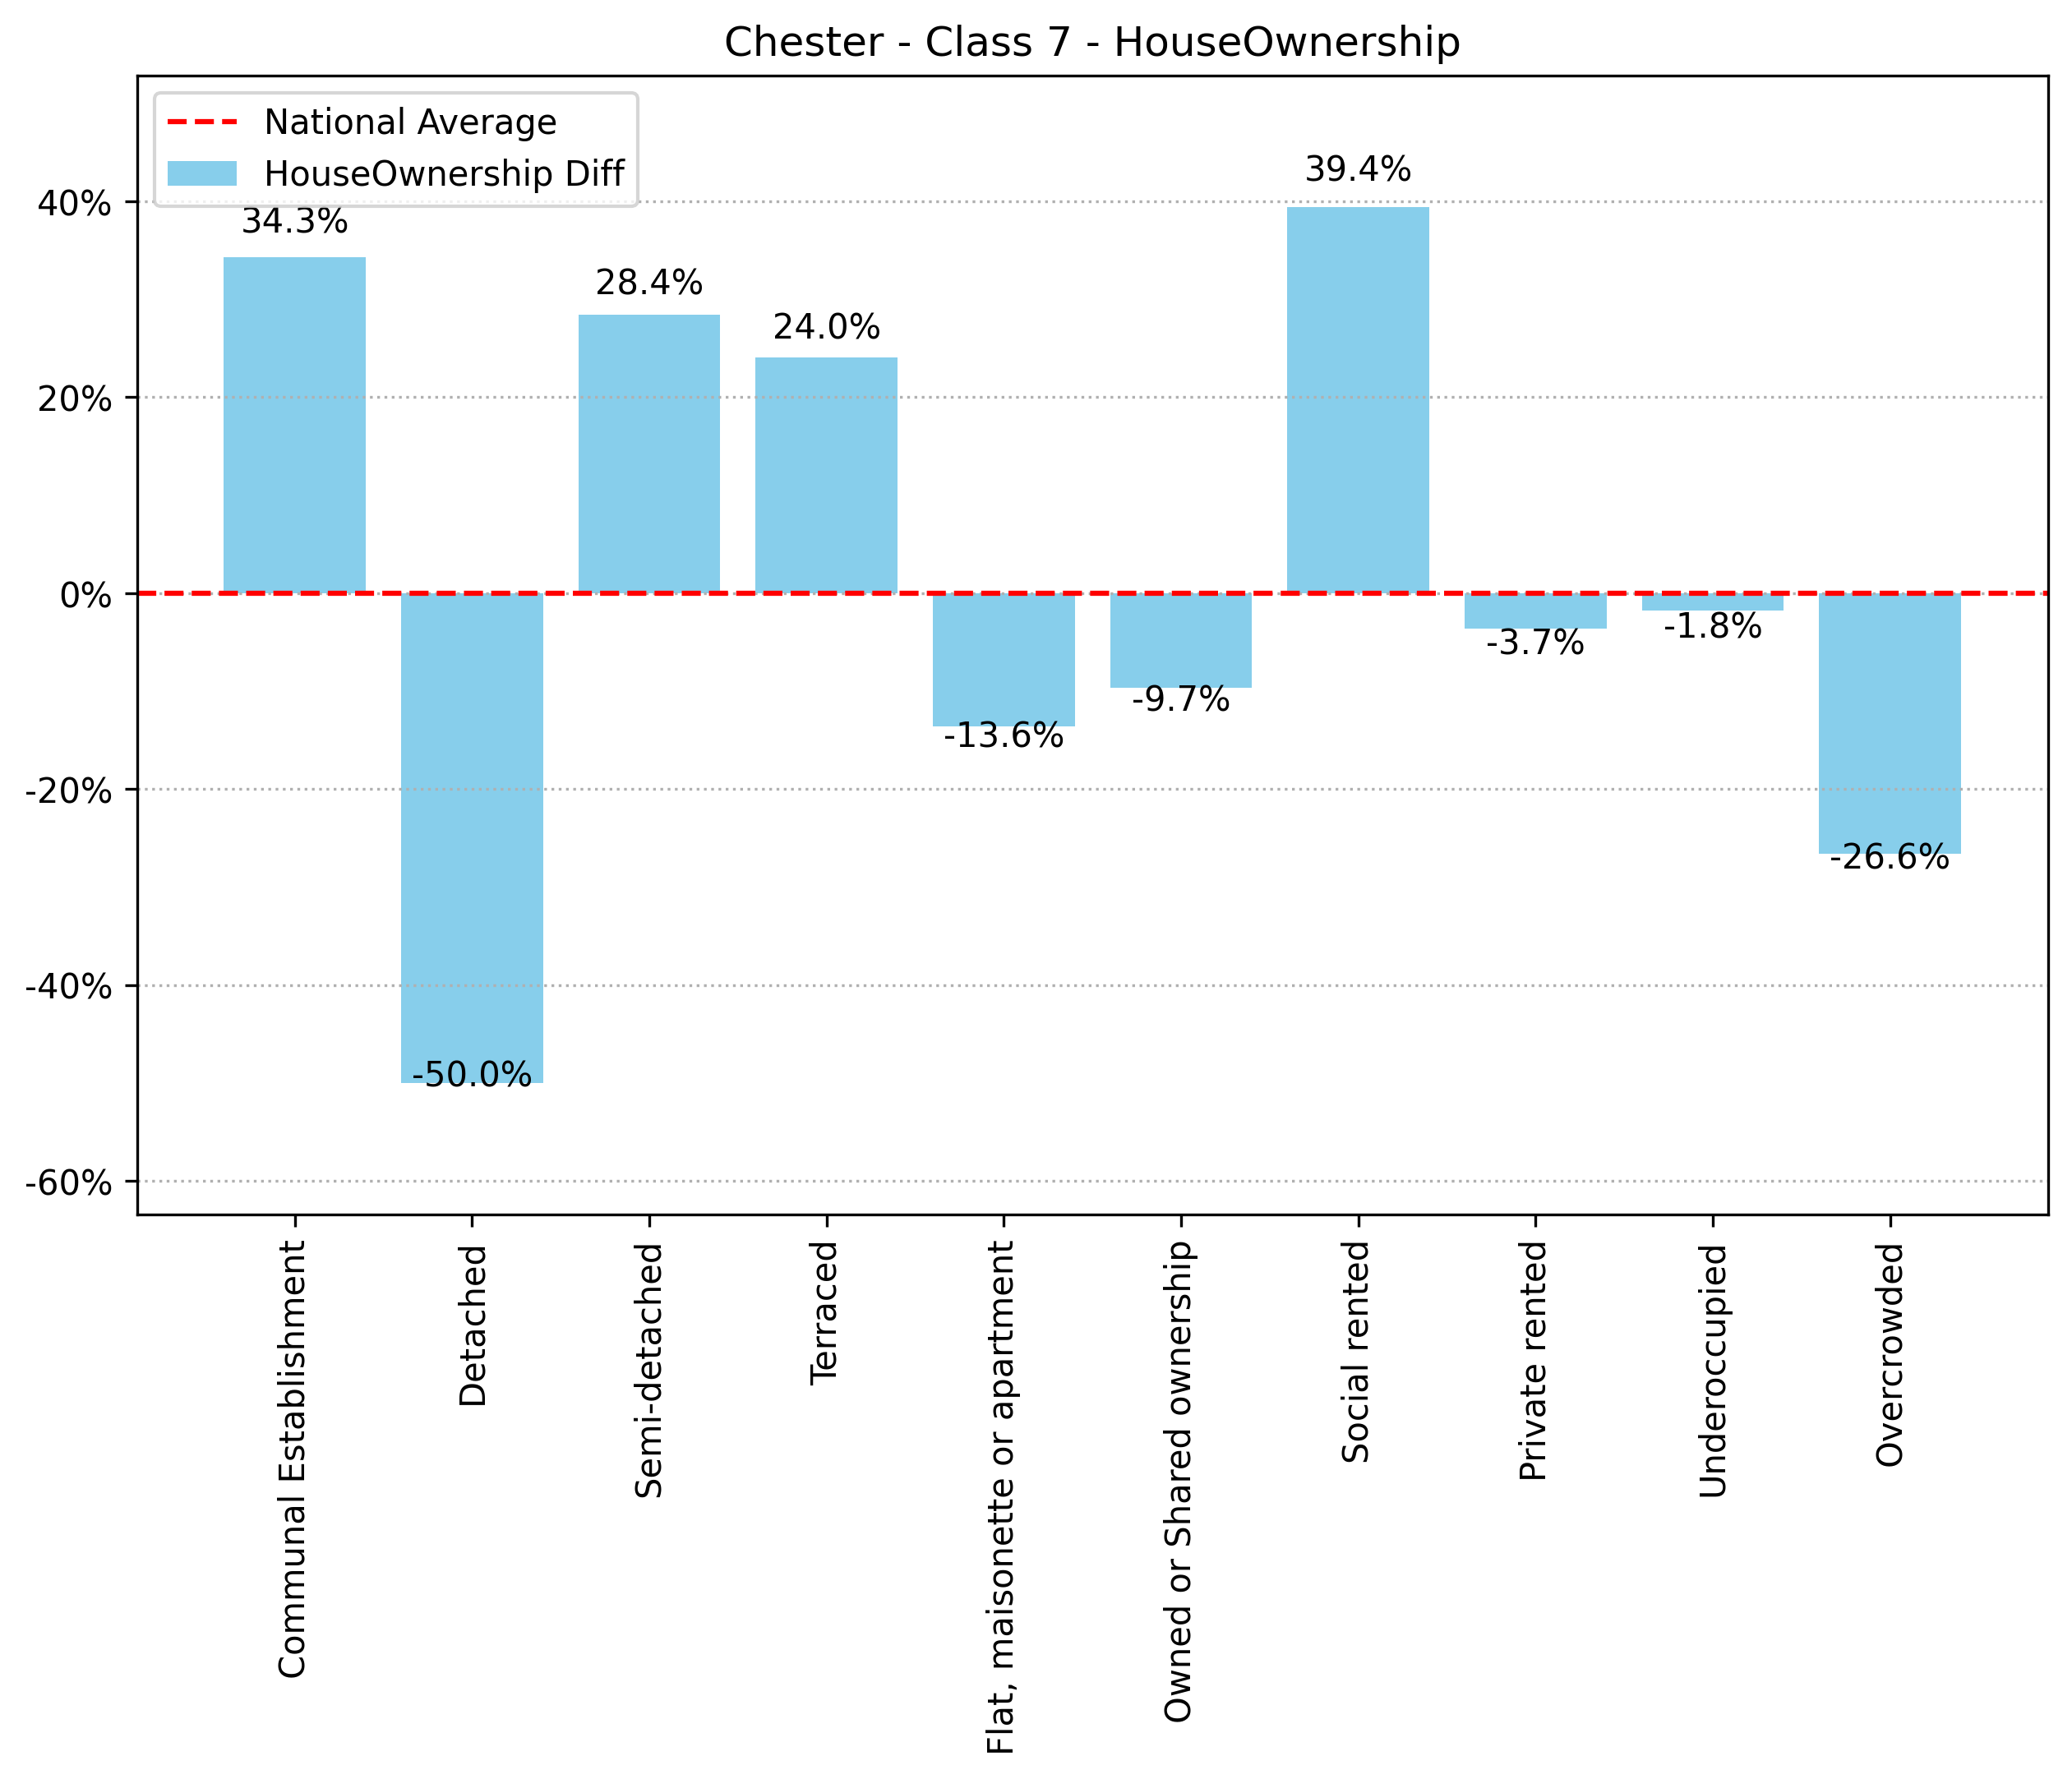 Chester - Class 7 - HouseOwnership
National Average
HouseOwnership Diff
40%
20%
0%
-20%
-40%
-60%
34.3%
-50.0%
28.4%
24.0%
-13.6%
-9.7%
39.4%
-3.7%
-1.8%
-26.6%
Communal Establishment
Detached
Semi-detached
Terraced
Flat, maisonette or apartment
Owned or Shared ownership
Social rented
Private rented
Underoccupied
Overcrowded